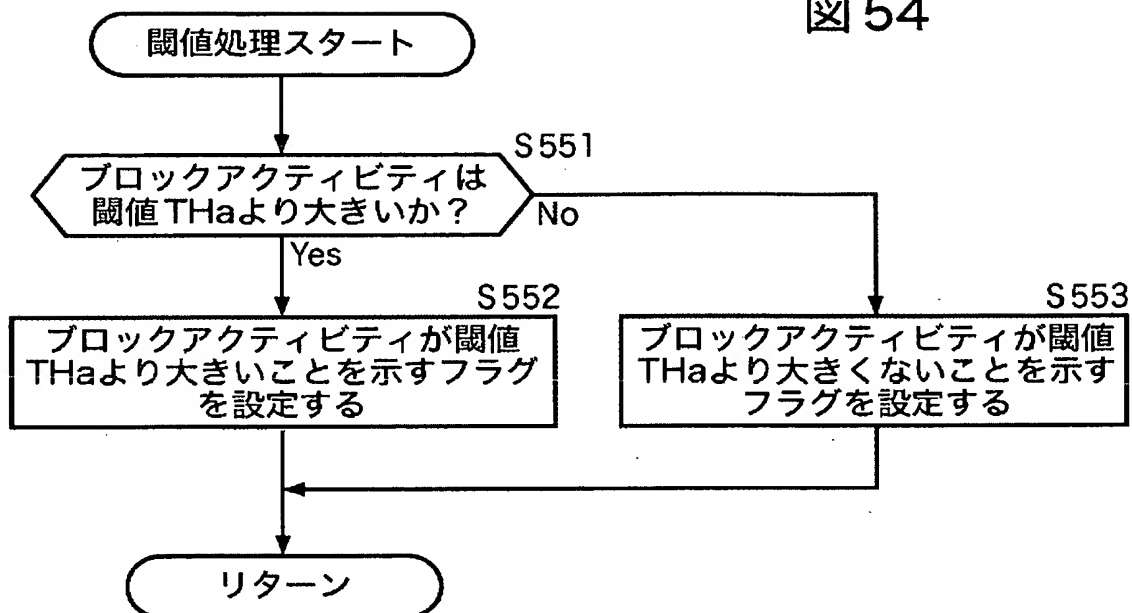 図54
閾値処理スタート
S551
ブロックアクティビティは
閾値THaより大きいか？
No
Yes
S552
ブロックアクティビティが閾値
THaより大きいことを示すフラグ
を設定する
S553
ブロックアクティビティが閾値
THaより大きくないことを示す
フラグを設定する
リターン